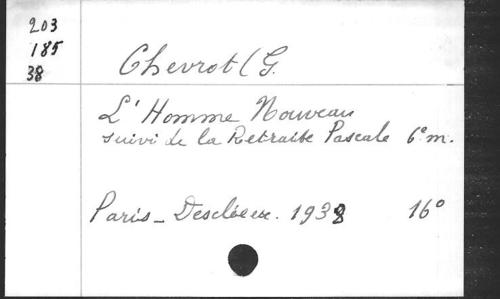 203
185
38
Chevrot (G.
L'Homme Nouveau
suivi de la Retraite Pascale 6e m.
Paris - Desclée 1938 16°